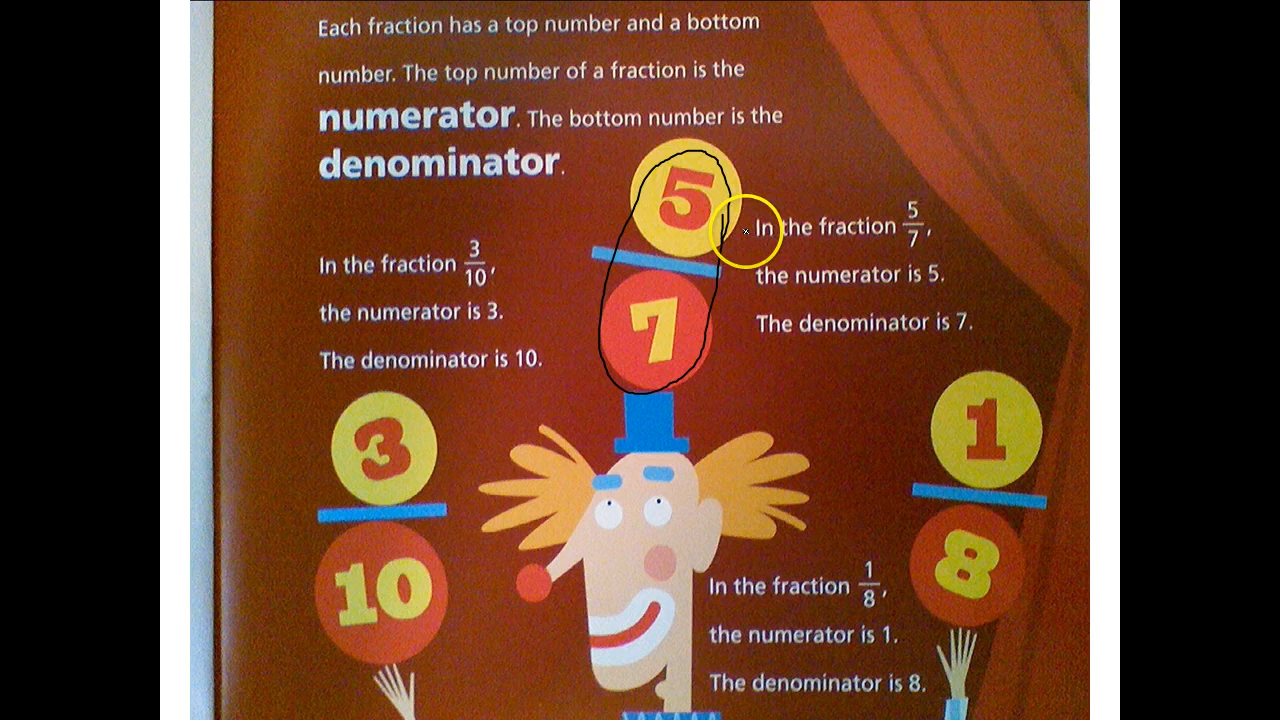 Each fraction has a top number and a bottom
number. The top number of a fraction is the
numerator. The bottom number is the
denominator.
5
7
In the fraction 5/7,
the numerator is 5.
The denominator is 7.
In the fraction 3/10,
the numerator is 3.
The denominator is 10.
3
10
1
8
In the fraction 1/8,
the numerator is 1.
The denominator is 8.